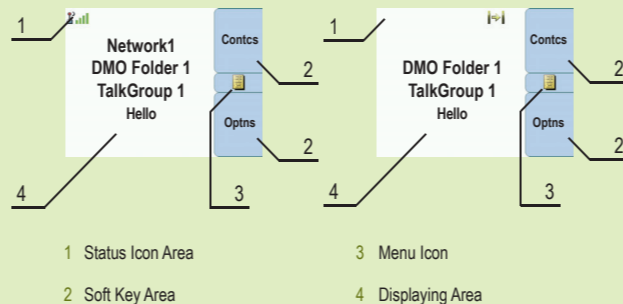 1
Network1
DMO Folder 1
TalkGroup 1
Hello
Contcs
2
Optns
2
4
3
1
DMO Folder 1
TalkGroup 1
Hello
Contcs
2
Optns
2
4
3
1 Status Icon Area
3 Menu Icon
2 Soft Key Area
4 Displaying Area